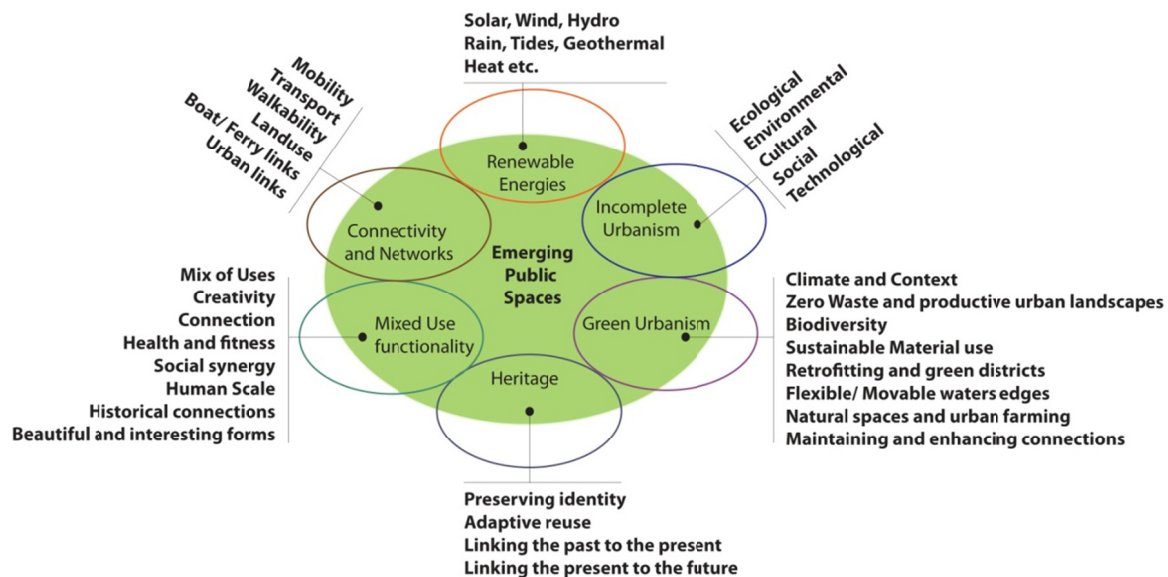 Solar, Wind, Hydro
Rain, Tides, Geothermal
Heat etc.
Mobility
Transport
Walkability
Landuse
Boat/ Ferry links
Urban links
Ecological
Environmental
Cultural
Social
Technological
Renewable
Energies
Connectivity
and Networks
Incomplete
Urbanism
Emerging
Public
Spaces
Mixed Use
functionality
Green Urbanism
Heritage
Mix of Uses
Creativity
Connection
Health and fitness
Social synergy
Human Scale
Historical connections
Beautiful and interesting forms
Climate and Context
Zero Waste and productive urban landscapes
Biodiversity
Sustainable Material use
Retrofitting and green districts
Flexible/ Movable waters edges
Natural spaces and urban farming
Maintaining and enhancing connections
Preserving identity
Adaptive reuse
Linking the past to the present
Linking the present to the future